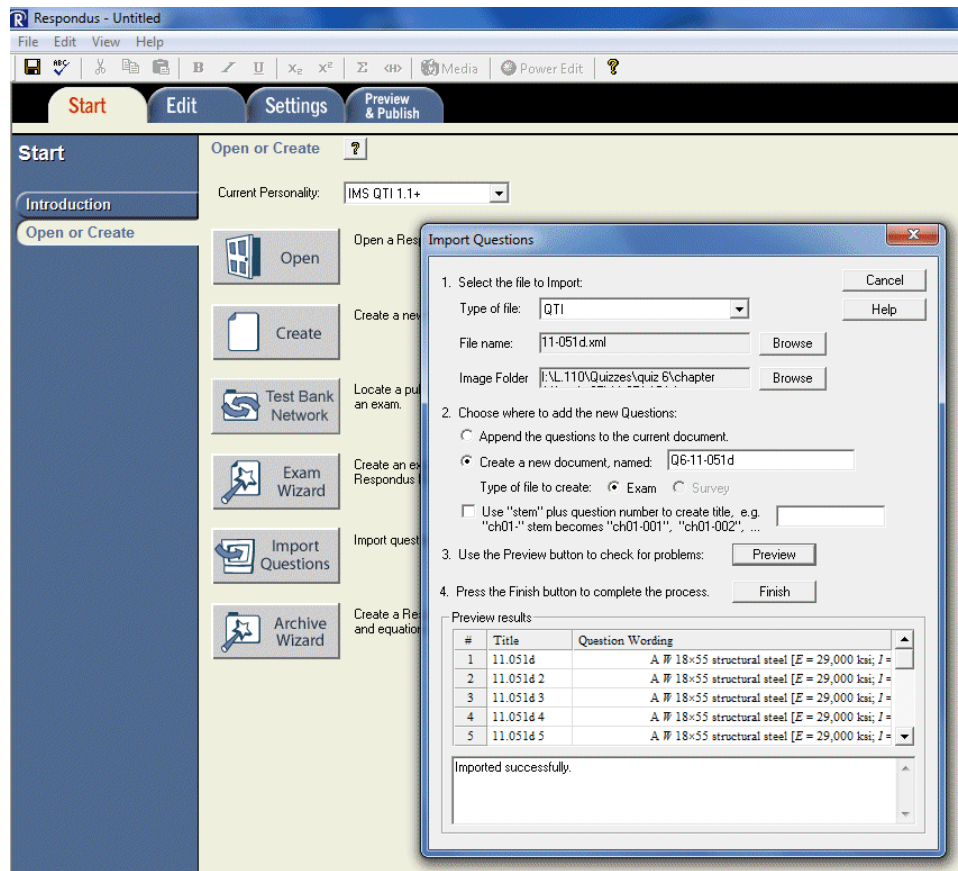 Respondus - Untitled
File Edit View Help
ABC B I U X₂ X² Σ <H> Media Power Edit ?
Start Edit Settings Preview & Publish
Start
Introduction
Open or Create
Open or Create ?
Current Personality: IMS QTI 1.1+
Open
Open a Res
Create
Create a new
Test Bank Network
Locate a pu
an exam.
Exam Wizard
Create an ex
Respondus
Import Questions
Import quest
Archive Wizard
Create a Re
and equation
Import Questions
1. Select the file to Import:
Cancel
Type of file: QTI
Help
File name: 11-051d.xml Browse
Image Folder I:\L.110\Quizzes\quiz 6\chapter Browse
2. Choose where to add the new Questions:
Append the questions to the current document.
Create a new document, named: Q6-11-051d
Type of file to create: Exam Survey
Use "stem" plus question number to create title, e.g.
"ch01-" stem becomes "ch01-001", "ch01-002", ...
3. Use the Preview button to check for problems: Preview
4. Press the Finish button to complete the process. Finish
Preview results
# Title Question Wording
1 11.051d A W 18×55 structural steel [E = 29,000 ksi; I =
2 11.051d 2 A W 18×55 structural steel [E = 29,000 ksi; I =
3 11.051d 3 A W 18×55 structural steel [E = 29,000 ksi; I =
4 11.051d 4 A W 18×55 structural steel [E = 29,000 ksi; I =
5 11.051d 5 A W 18×55 structural steel [E = 29,000 ksi; I =
Imported successfully.